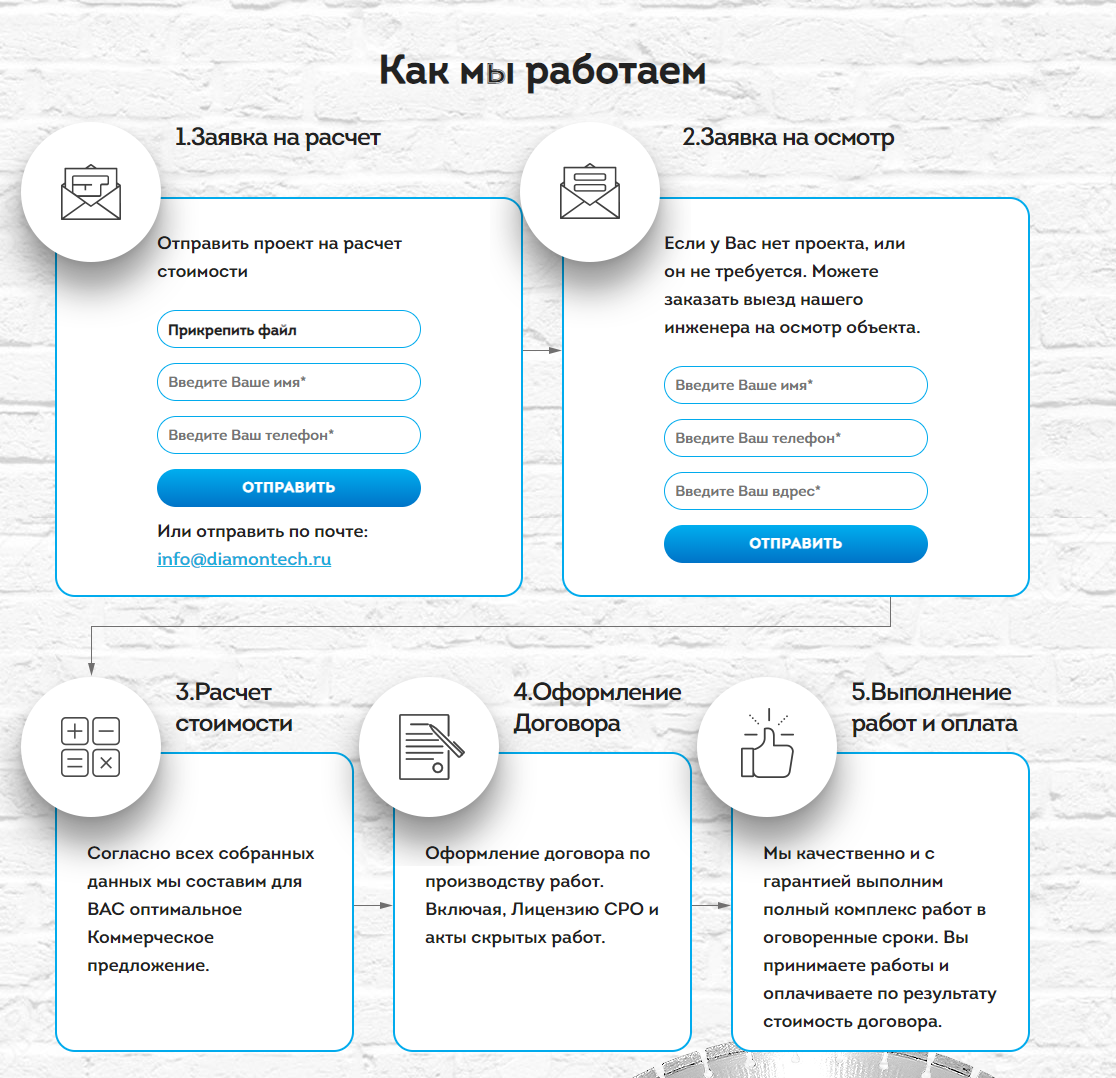 Как мы работаем
1.Заявка на расчет
Отправить проект на расчет
стоимости
Прикрепить файл
Введите Ваше имя*
Введите Ваш телефон*
ОТПРАВИТЬ
Или отправить по почте:
info@diamontech.ru
2.Заявка на осмотр
Если у Вас нет проекта, или
он не требуется. Можете
заказать выезд нашего
инженера на осмотр объекта.
Введите Ваше имя*
Введите Ваш телефон*
Введите Ваш вдрес*
ОТПРАВИТЬ
3.Расчет
стоимости
Согласно всех собранных
данных мы составим для
ВАС оптимальное
Коммерческое
предложение.
4.Оформление
Договора
Оформление договора по
производству работ.
Включая, Лицензию СРО и
акты скрытых работ.
5.Выполнение
работ и оплата
Мы качественно и с
гарантией выполним
полный комплекс работ в
оговоренные сроки. Вы
принимаете работы и
оплачиваете по результату
стоимость договора.